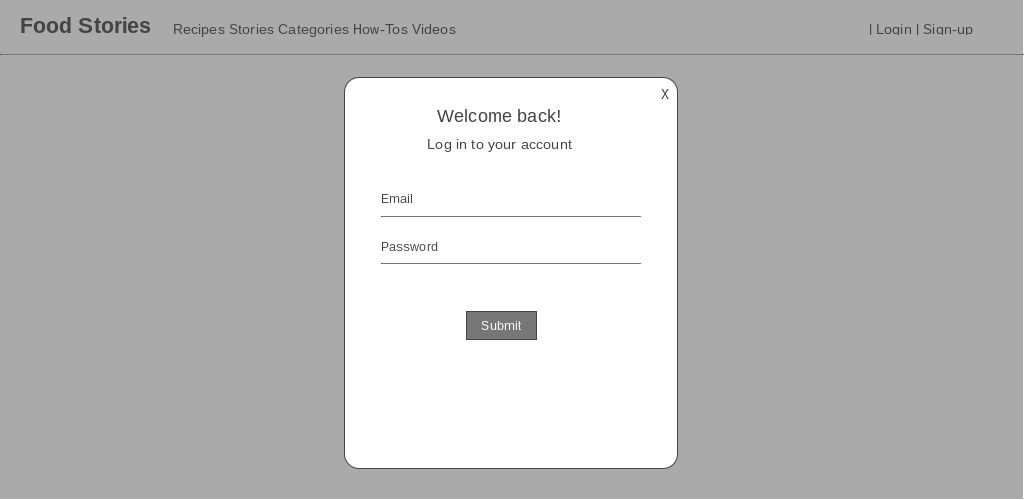 Food Stories
Recipes Stories Categories How-Tos Videos
| Login | Sign-up
X
Welcome back!
Log in to your account
Email
Password
Submit